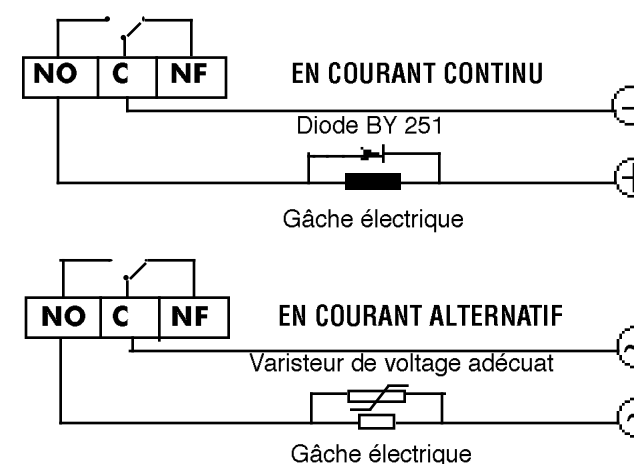 NO C NF
EN COURANT CONTINU
−
Diode BY 251
+
Gâche électrique
NO C NF
EN COURANT ALTERNATIF
~
Varisteur de voltage adécuat
~
Gâche électrique